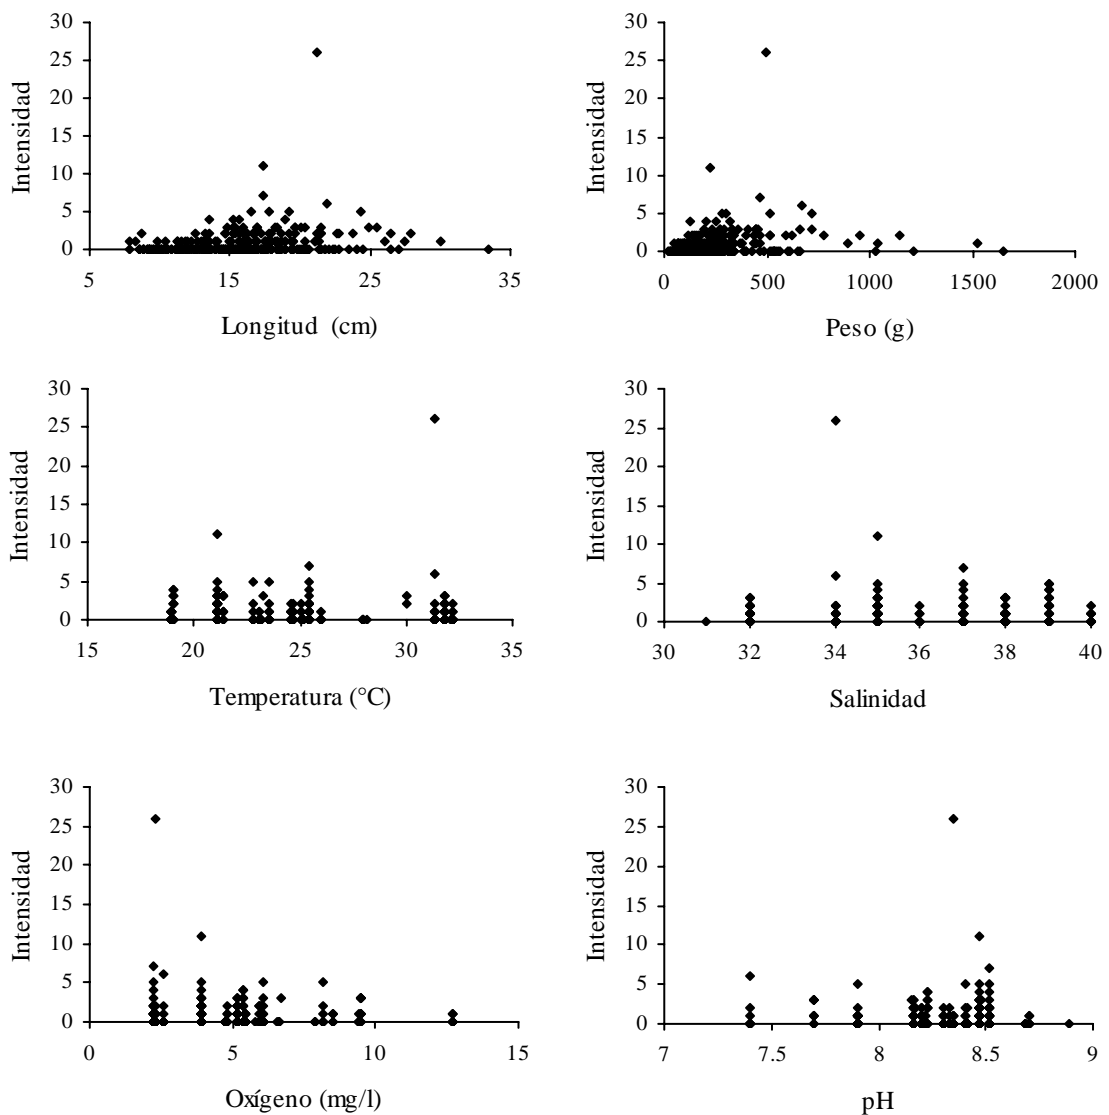 30
25
20
15
10
5
0
Intensidad
5 15 25 35
Longitud (cm)
30
25
20
15
10
5
0
Intensidad
0 500 1000 1500 2000
Peso (g)
30
25
20
15
10
5
0
Intensidad
15 20 25 30 35
Temperatura (°C)
30
25
20
15
10
5
0
Intensidad
30 32 34 36 38 40
Salinidad
30
25
20
15
10
5
0
Intensidad
0 5 10 15
Oxígeno (mg/l)
30
25
20
15
10
5
0
Intensidad
7 7.5 8 8.5 9
pH